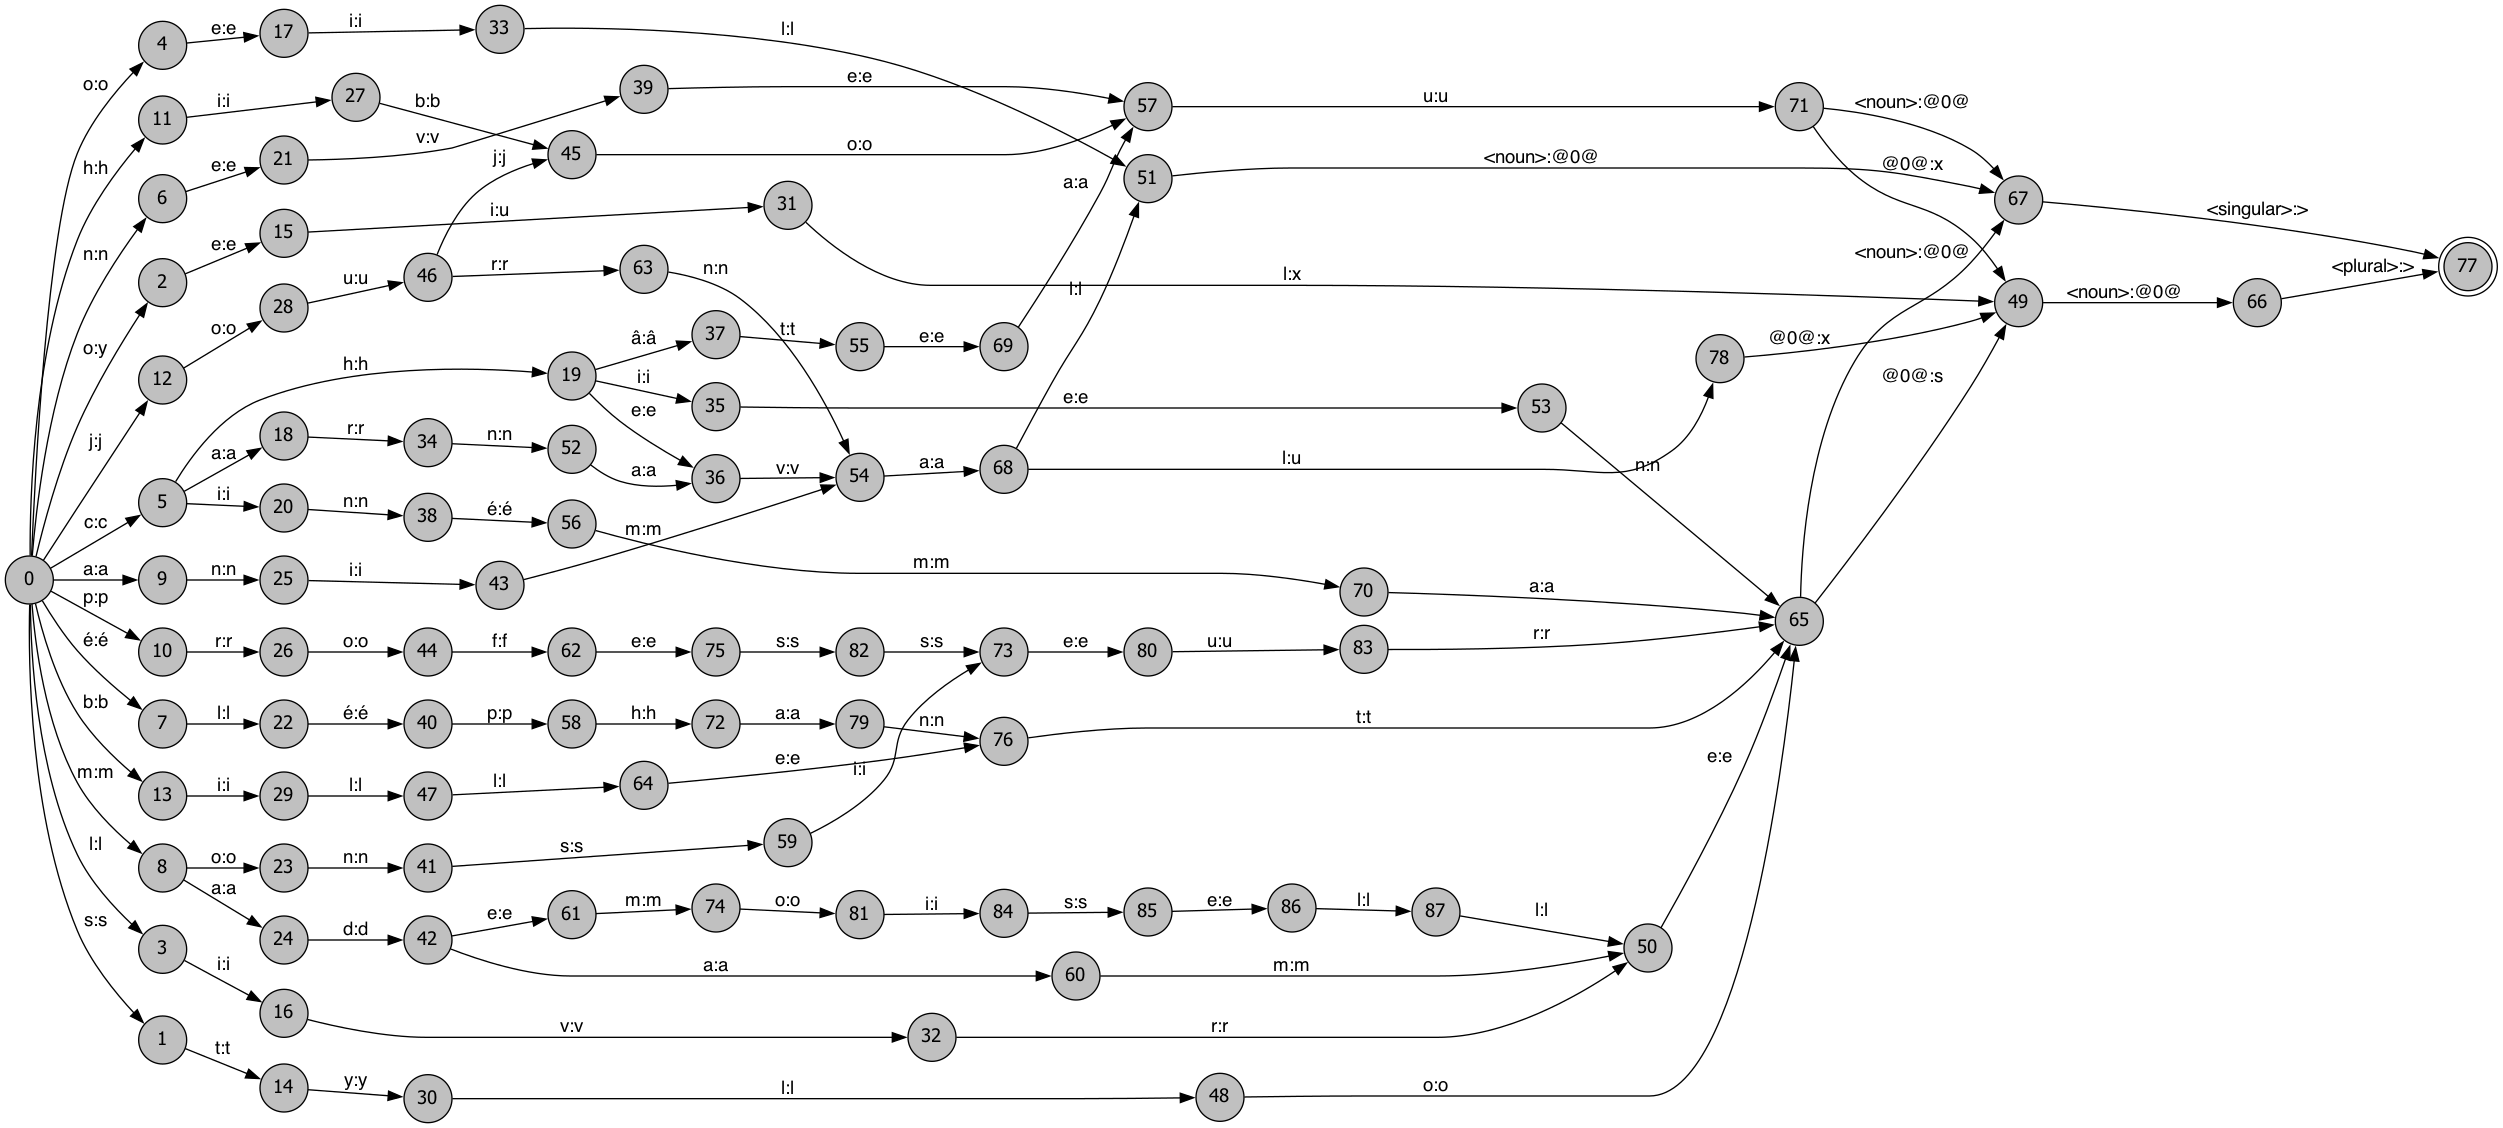 0
o:o
4
e:e
17
i:i
33
l:l
h:h
11
i:i
27
b:b
45
o:o
57
u:u
71
<noun>:@0@
n:n
6
e:e
21
v:v
39
e:e
51
<noun>:@0@
@0@:x
67
<singular>:>
77
o:y
2
e:e
15
i:u
31
l:x
49
<noun>:@0@
66
<plural>:>
j:j
12
o:o
28
u:u
46
j:j
r:r
63
n:n
a:a
l:l
<noun>:@0@
@0@:s
c:c
5
h:h
19
â:â
37
t:t
55
e:e
69
i:i
35
e:e
53
n:n
e:e
a:a
18
r:r
34
n:n
52
a:a
36
v:v
54
a:a
68
l:u
78
@0@:x
i:i
20
n:n
38
é:é
56
m:m
70
a:a
65
a:a
9
n:n
25
i:i
43
m:m
p:p
10
r:r
26
o:o
44
f:f
62
e:e
75
s:s
82
s:s
73
e:e
80
u:u
83
r:r
é:é
7
l:l
22
é:é
40
p:p
58
h:h
72
a:a
79
n:n
76
t:t
b:b
13
i:i
29
l:l
47
l:l
64
e:e
m:m
8
o:o
23
n:n
41
s:s
59
i:i
a:a
24
d:d
42
e:e
61
m:m
74
o:o
81
i:i
84
s:s
85
e:e
86
l:l
87
l:l
50
e:e
a:a
60
m:m
l:l
3
i:i
16
v:v
32
r:r
s:s
1
t:t
14
y:y
30
l:l
48
o:o